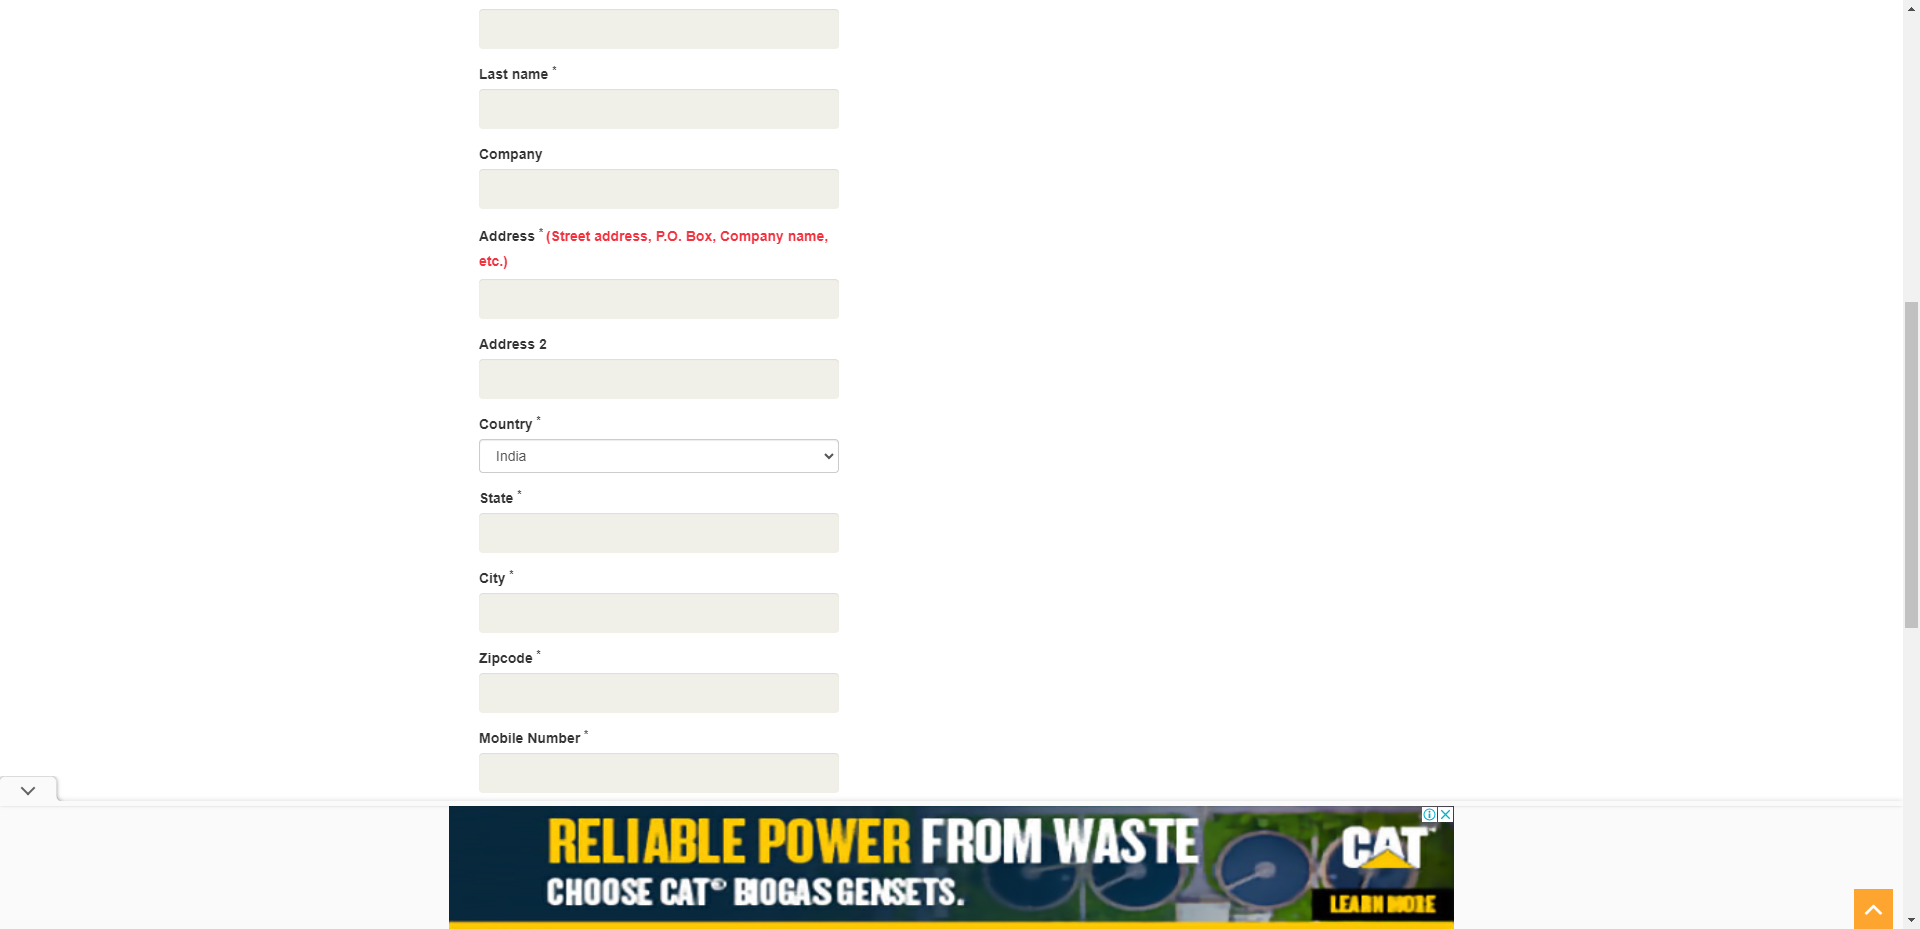 Last name *
Company
Address * (Street address, P.O. Box, Company name,
etc.)
Address 2
Country *
India
State *
City *
Zipcode *
Mobile Number *
RELIABLE POWER FROM WASTE
CHOOSE CAT® BIOGAS GENSETS.
CAT
LEARN MORE